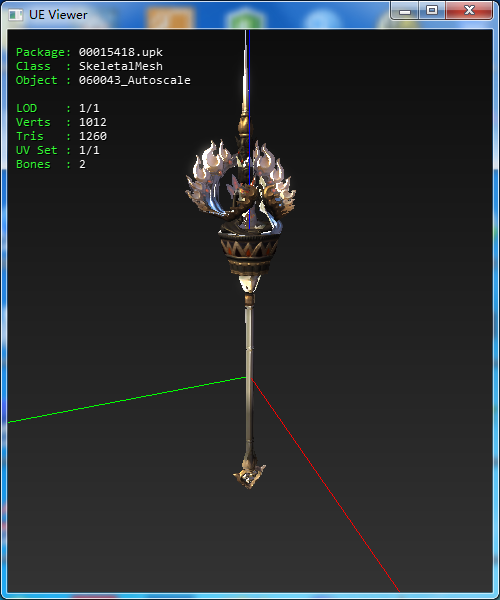 UE Viewer
Package: 00015418.upk
Class : SkeletalMesh
Object : 060043_Autoscale
LOD : 1/1
Verts : 1012
Tris : 1260
UV Set : 1/1
Bones : 2